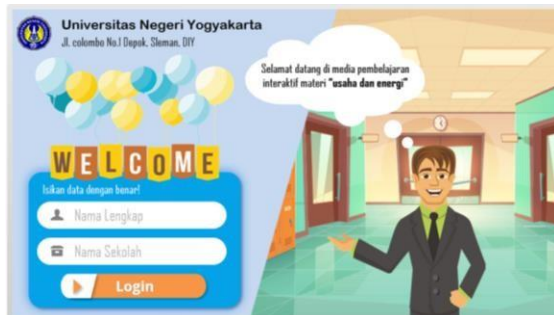 Universitas Negeri Yogyakarta
Jl. colombo No.1 Depok, Sleman, DIY
Selamat datang di media pembelajaran
interaktif materi "usaha dan energi"
WELCOME
Isikan data dengan benar!
Nama Lengkap
Nama Sekolah
Login